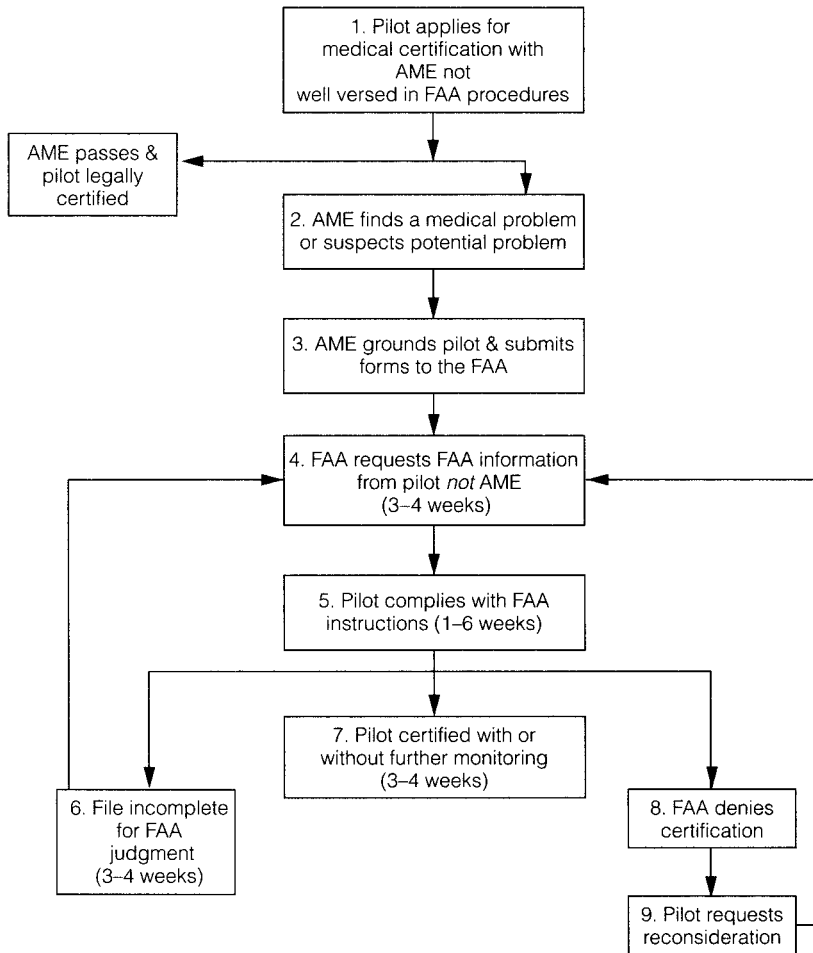 1. Pilot applies for
medical certification with
AME not
well versed in FAA procedures
AME passes &
pilot legally
certified
2. AME finds a medical problem
or suspects potential problem
3. AME grounds pilot & submits
forms to the FAA
4. FAA requests FAA information
from pilot not AME
(3–4 weeks)
5. Pilot complies with FAA
instructions (1–6 weeks)
6. File incomplete
for FAA
judgment
(3–4 weeks)
7. Pilot certified with or
without further monitoring
(3–4 weeks)
8. FAA denies
certification
9. Pilot requests
reconsideration